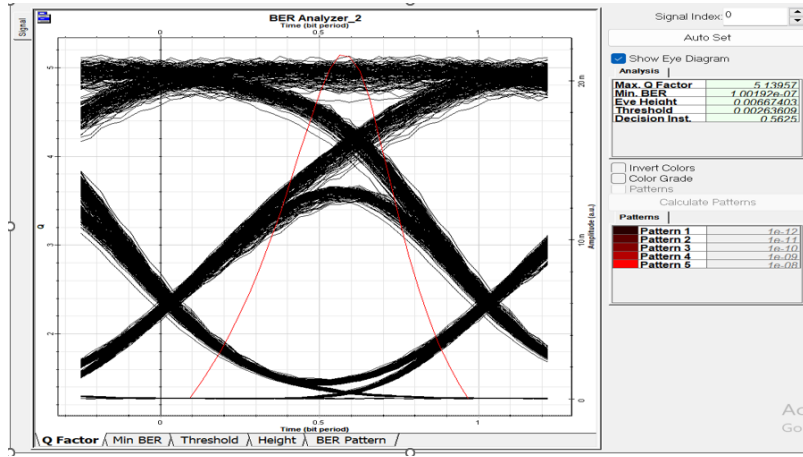 BER Analyzer_2
Time (bit period)
0 0.5 1
Signal
Q
5
4
3
2
Amplitude (a.u.)
20 m
10 m
0
0 0.5 1
Time (bit period)
Q Factor Min BER Threshold Height BER Pattern
Signal Index: 0
Auto Set
Show Eye Diagram
Analysis
Max. Q Factor 5.13957
Min. BER 1.00192e-07
Eye Height 0.00667403
Threshold 0.00263609
Decision Inst. 0.5625
Invert Colors
Color Grade
Patterns
Calculate Patterns
Patterns
Pattern 1 1e-12
Pattern 2 1e-11
Pattern 3 1e-10
Pattern 4 1e-09
Pattern 5 1e-08
Ac
Go